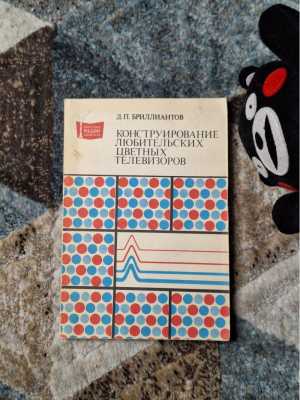 Д. П. БРИЛЛИАНТОВ
КОНСТРУИРОВАНИЕ
ЛЮБИТЕЛЬСКИХ
ЦВЕТНЫХ
ТЕЛЕВИЗОРОВ